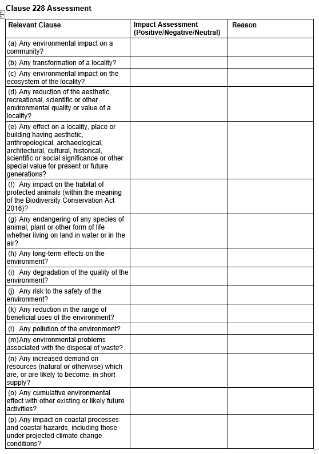 Clause 228 Assessment
Relevant Clause
Impact Assessment
(Positive/Negative/Neutral)
Reason
(a) Any environmental impact on a
community?
(b) Any transformation of a locality?
(c) Any environmental impact on the
ecosystem of the locality?
(d) Any reduction of the aesthetic,
recreational, scientific or other
environmental quality or value of a
locality?
(e) Any effect on a locality, place or
building having aesthetic,
anthropological, archaeological,
architectural, cultural, historical,
scientific or social significance or other
special value for present or future
generations?
(f) Any impact on the habitat of
protected animals (within the meaning
of the Biodiversity Conservation Act
2016)?
(g) Any endangering of any species of
animal, plant or other form of life
whether living on land in water or in the
air?
(h) Any long-term effects on the
environment?
(i) Any degradation of the quality of the
environment?
(j) Any risk to the safety of the
environment?
(k) Any reduction in the range of
beneficial uses of the environment?
(l) Any pollution of the environment?
(m)Any environmental problems
associated with the disposal of waste?
(n) Any increased demand on
resources (natural or otherwise) which
are, or are likely to become, in short
supply?
(o) Any cumulative environmental
effect with other existing or likely future
activities?
(p) Any impact on coastal processes
and coastal hazards, including those
under projected climate change
conditions?